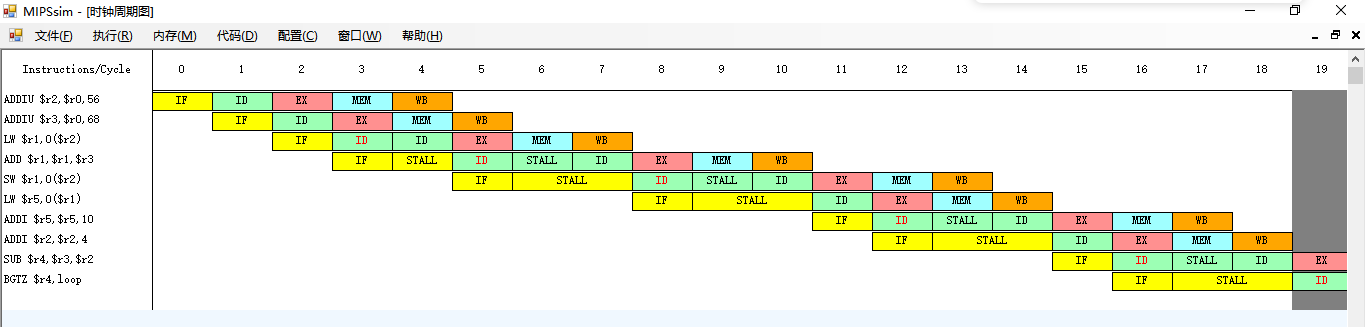 MIPSsim - [时钟周期图]
文件(F) 执行(R) 内存(M) 代码(D) 配置(C) 窗口(W) 帮助(H)
Instructions/Cycle 0 1 2 3 4 5 6 7 8 9 10 11 12 13 14 15 16 17 18 19
ADDIU $r2,$r0,56 IF ID EX MEM WB
ADDIU $r3,$r0,68 IF ID EX MEM WB
LW $r1,0($r2) IF ID ID EX MEM WB
ADD $r1,$r1,$r3 IF STALL ID STALL ID EX MEM WB
SW $r1,0($r2) IF STALL ID STALL ID EX MEM WB
LW $r5,0($r1) IF STALL ID EX MEM WB
ADDI $r5,$r5,10 IF ID STALL ID EX MEM WB
ADDI $r2,$r2,4 IF STALL ID EX MEM WB
SUB $r4,$r3,$r2 IF ID STALL ID EX
BGTZ $r4,loop IF STALL ID